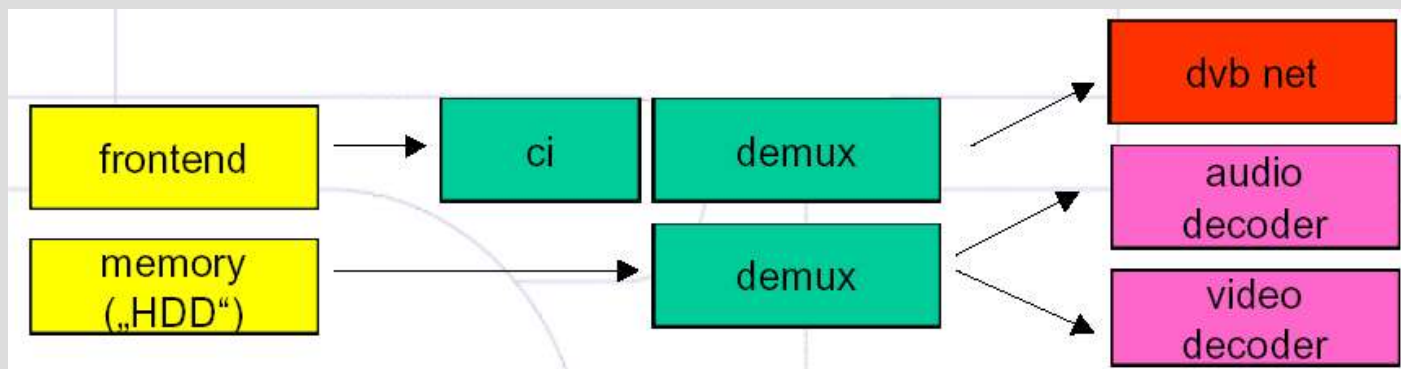 dvb net
frontend
ci
demux
audio
decoder
memory
(„HDD“)
demux
video
decoder